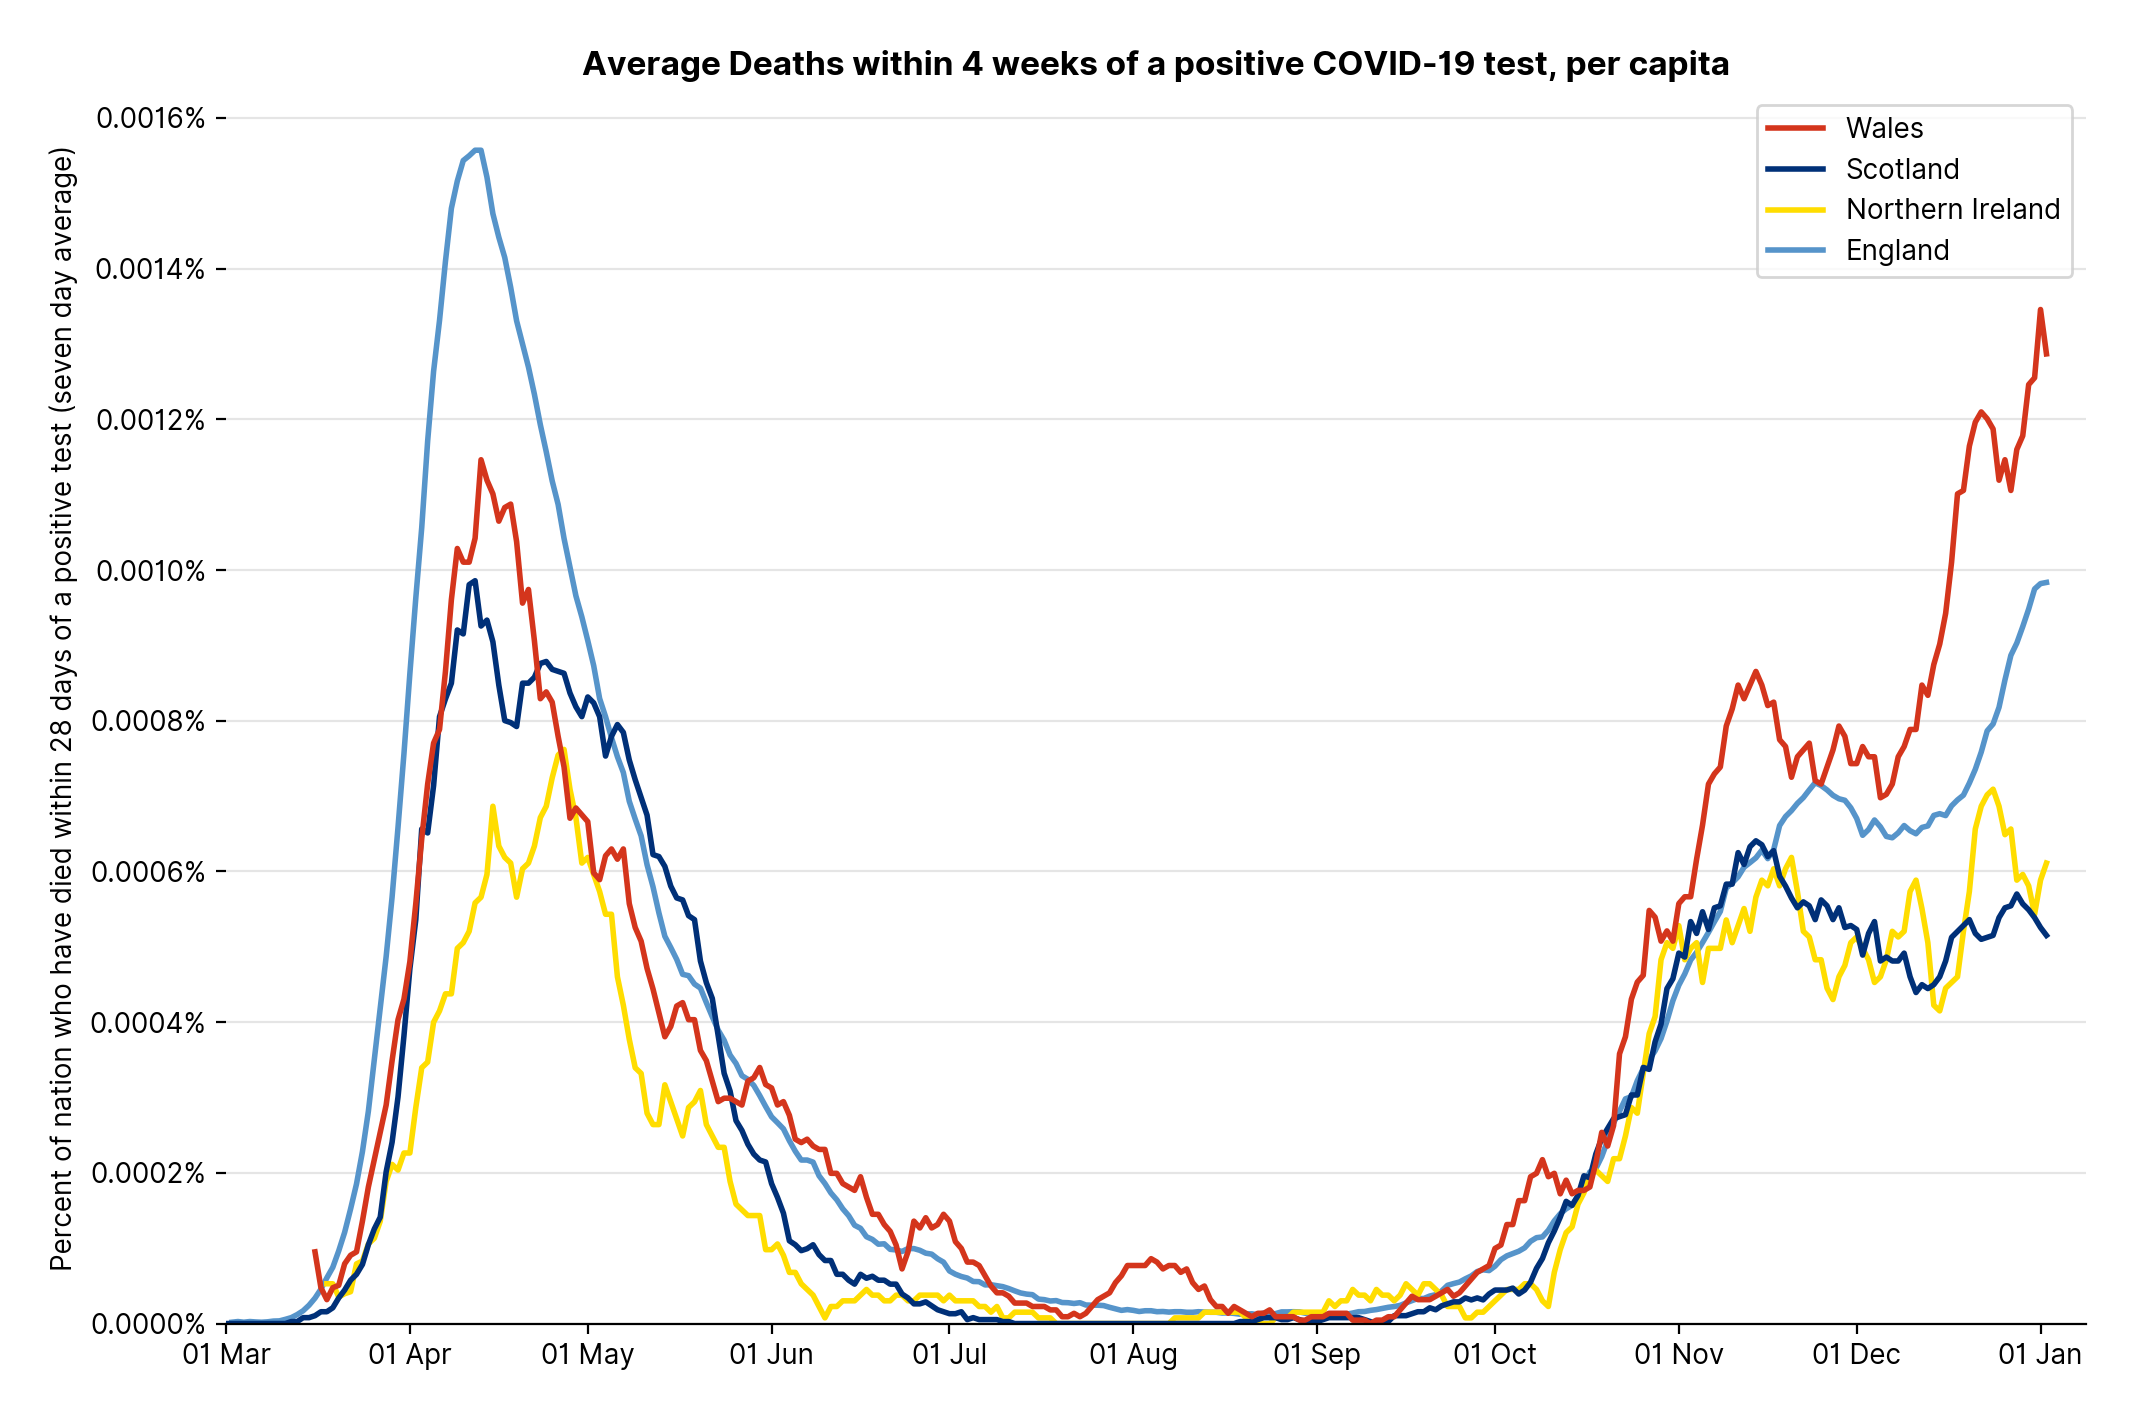 Average Deaths within 4 weeks of a positive COVID-19 test, per capita
Percent of nation who have died within 28 days of a positive test (seven day average)
0.0016%
0.0014%
0.0012%
0.0010%
0.0008%
0.0006%
0.0004%
0.0002%
0.0000%
Wales
Scotland
Northern Ireland
England
01 Mar
01 Apr
01 May
01 Jun
01 Jul
01 Aug
01 Sep
01 Oct
01 Nov
01 Dec
01 Jan